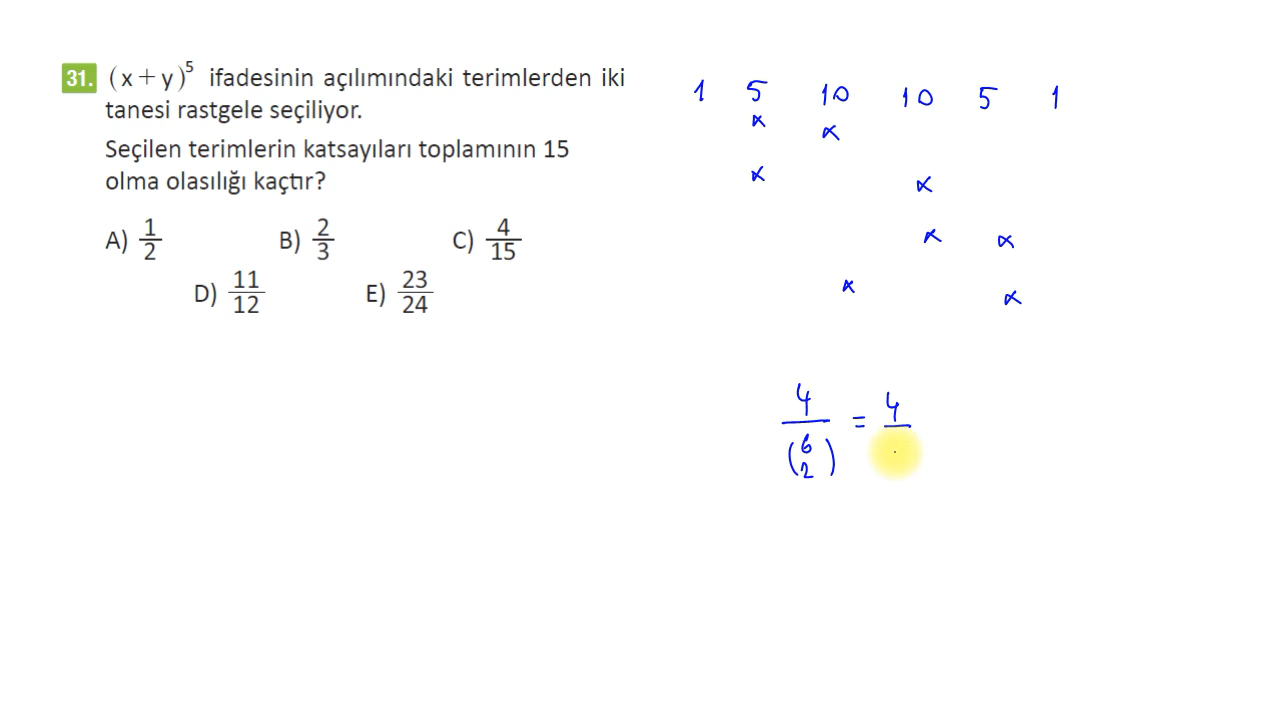 31. (x+y)⁵ ifadesinin açılımındaki terimlerden iki
tanesi rastgele seçiliyor.
Seçilen terimlerin katsayıları toplamının 15
olma olasılığı kaçtır?
A) 1/2 B) 2/3 C) 4/15
D) 11/12 E) 23/24
1 5 10 10 5 1
x x
x x
x x
x x
4/(6 2) = 4